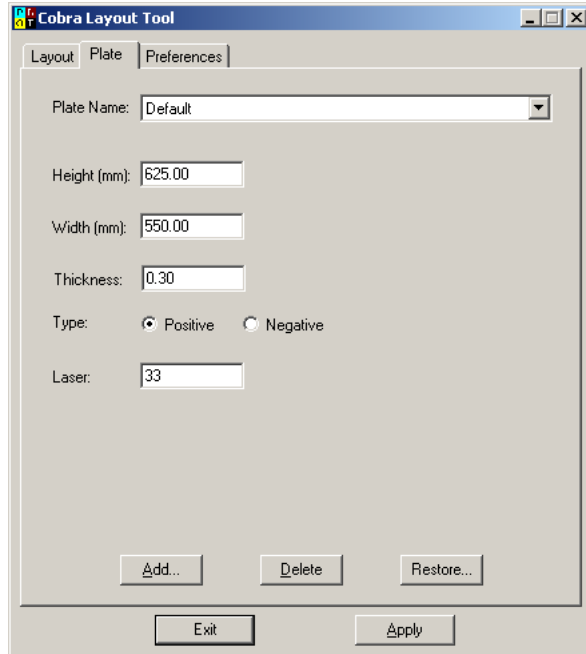 Cobra Layout Tool
Layout Plate Preferences
Plate Name: Default
Height (mm): 625.00
Width (mm): 550.00
Thickness: 0.30
Type: Positive Negative
Laser: 33
Add... Delete Restore...
Exit Apply